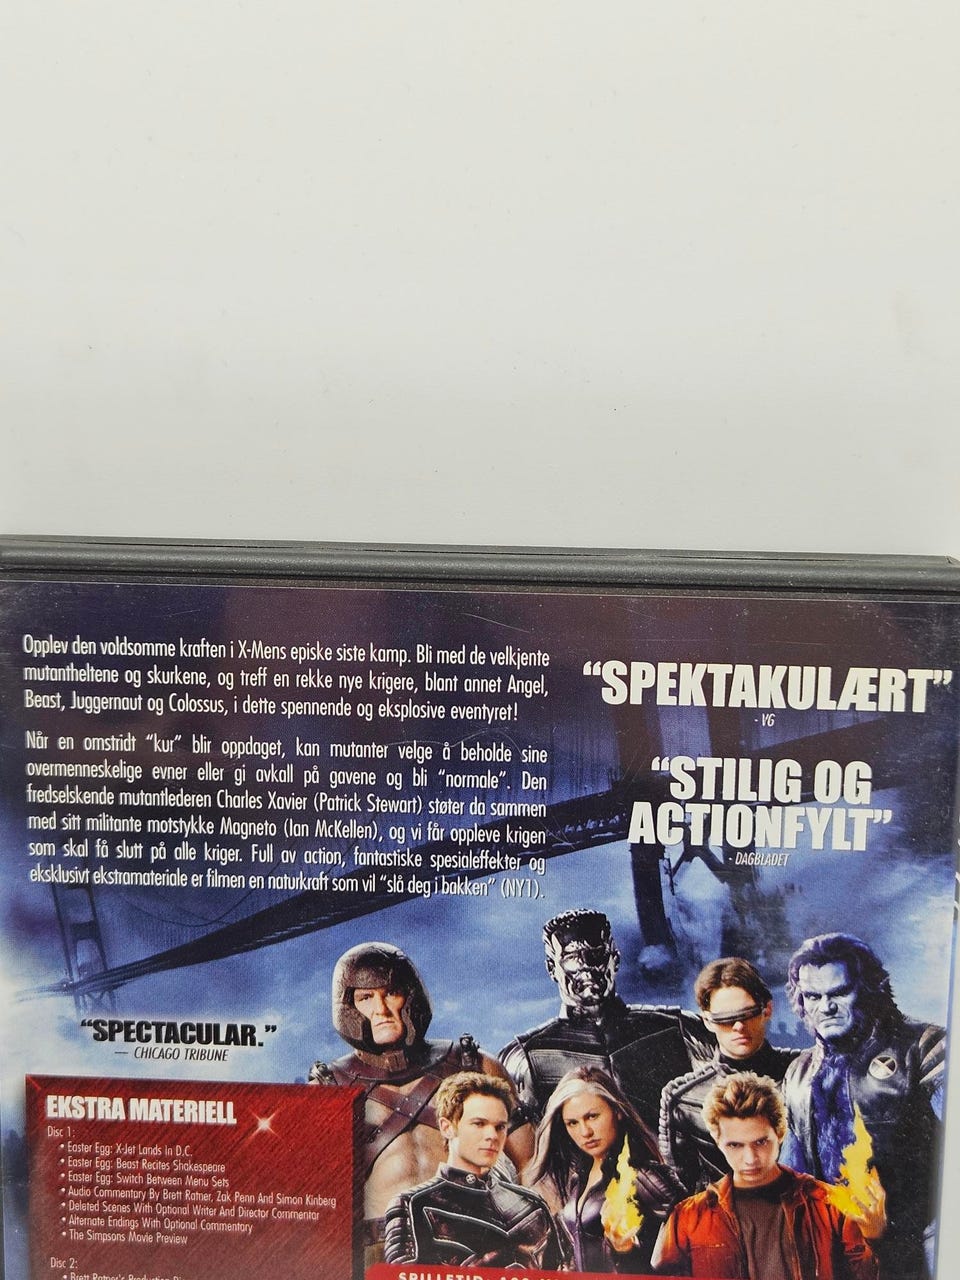 Opplev den voldsomme kraften i X-Mens episke siste kamp. Bli med de velkjente
mutantheltene og skurkene, og treff en rekke nye krigere, blant annet Angel,
Beast, Juggernaut og Colossus, i dette spennende og eksplosive eventyret!
Når en omstridt "kur" blir oppdaget, kan mutanter velge å beholde sine
overmenneskelige evner eller gi avkall på gavene og bli "normale". Den
fredselskende mutantlederen Charles Xavier (Patrick Stewart) støter da sammen
med sitt militante motstykke Magneto (Ian McKellen), og vi får oppleve krigen
som skal få slutt på alle kriger. Full av action, fantastiske spesialeffekter og
eksklusivt ekstramateriale er filmen en naturkraft som vil "slå deg i bakken" (NY1).
"SPEKTAKULÆRT"
- VG
"STILIG OG
ACTIONFYLT"
- DAGBLADET
"SPECTACULAR."
— CHICAGO TRIBUNE
EKSTRA MATERIELL
Disc 1:
• Easter Egg: X-Jet Lands In D.C.
• Easter Egg: Beast Recites Shakespeare
• Easter Egg: Switch Between Menu Sets
• Audio Commentary By Brett Ratner, Zak Penn And Simon Kinberg
• Deleted Scenes With Optional Writer And Director Commentar
• Alternate Endings With Optional Commentary
• The Simpsons Movie Preview
Disc 2:
• Brett Ratner's Production
SPILLETID: